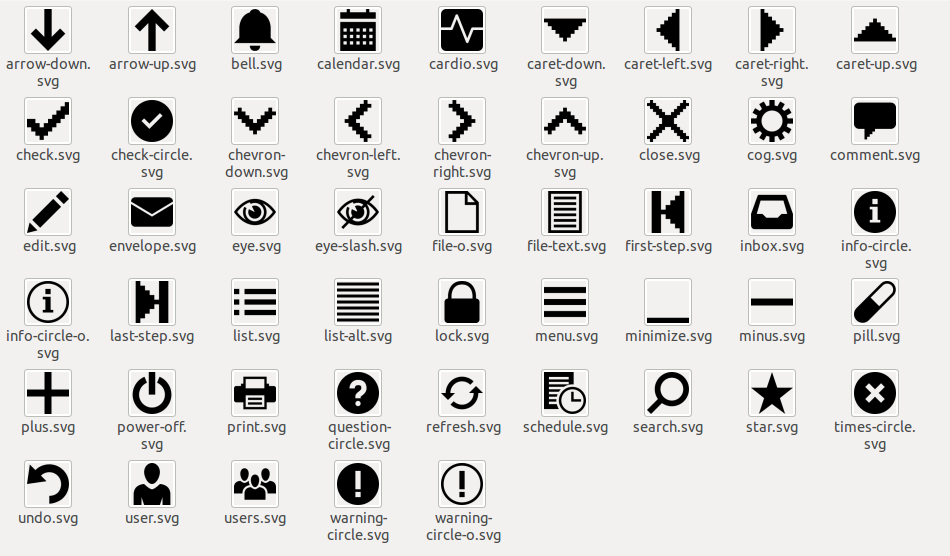 arrow-down.
svg
arrow-up.svg
bell.svg
calendar.svg
cardio.svg
caret-down.
svg
caret-left.svg
caret-right.
svg
caret-up.svg
check.svg
check-circle.
svg
chevron-
down.svg
chevron-left.
svg
chevron-
right.svg
chevron-up.
svg
close.svg
cog.svg
comment.svg
edit.svg
envelope.svg
eye.svg
eye-slash.svg
file-o.svg
file-text.svg
first-step.svg
inbox.svg
info-circle.
svg
info-circle-o.
svg
last-step.svg
list.svg
list-alt.svg
lock.svg
menu.svg
minimize.svg
minus.svg
pill.svg
plus.svg
power-off.
svg
print.svg
question-
circle.svg
refresh.svg
schedule.svg
search.svg
star.svg
times-circle.
svg
undo.svg
user.svg
users.svg
warning-
circle.svg
warning-
circle-o.svg